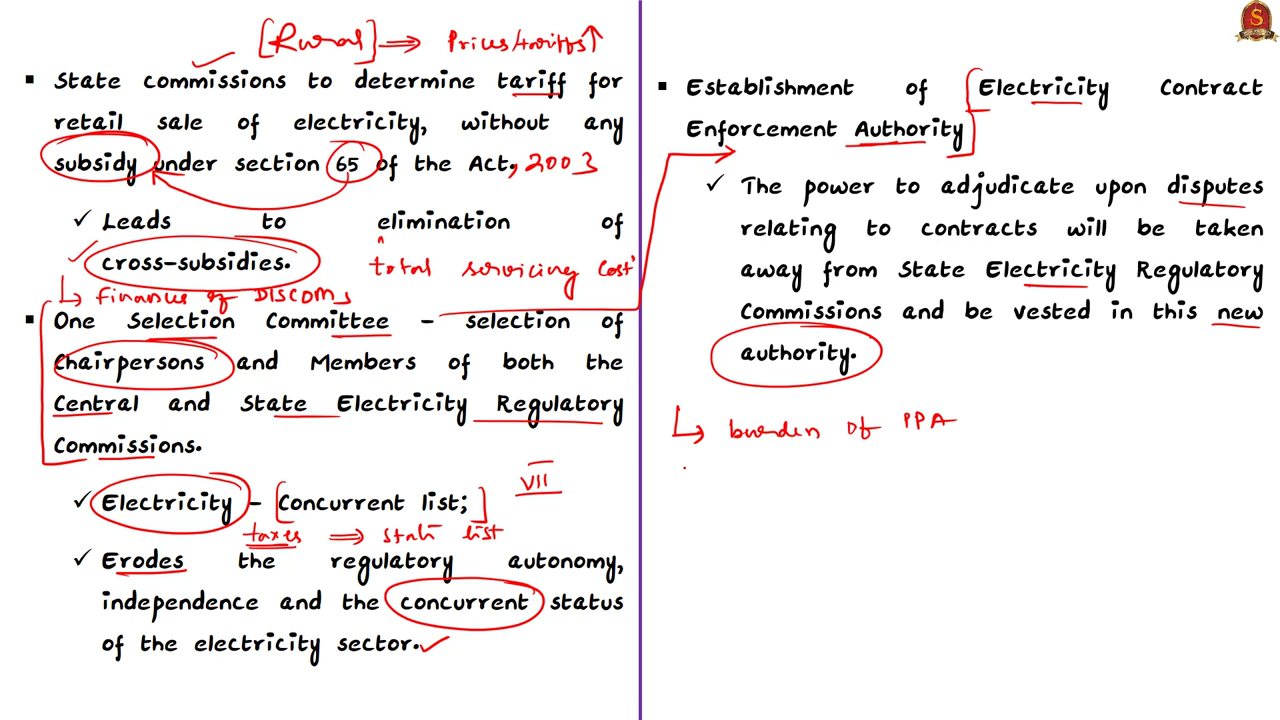 [Rural] ⟹ Prices/tariffs↑
▪ State commissions to determine tariff for
retail sale of electricity, without any
subsidy under section 65 of the Act, 2003
✓ Leads to elimination of
cross-subsidies.
total servicing cost
↳ finances of DISCOMs
▪ One Selection Committee – selection of
Chairpersons and Members of both the
Central and State Electricity Regulatory
Commissions.
VII
✓ Electricity – [Concurrent list;]
taxes ⟹ state list
✓ Erodes the regulatory autonomy,
independence and the concurrent status
of the electricity sector.
S
▪ Establishment of [Electricity Contract
Enforcement Authority]
✓ The power to adjudicate upon disputes
relating to contracts will be taken
away from State Electricity Regulatory
Commissions and be vested in this new
authority.
↳ burden of PPA